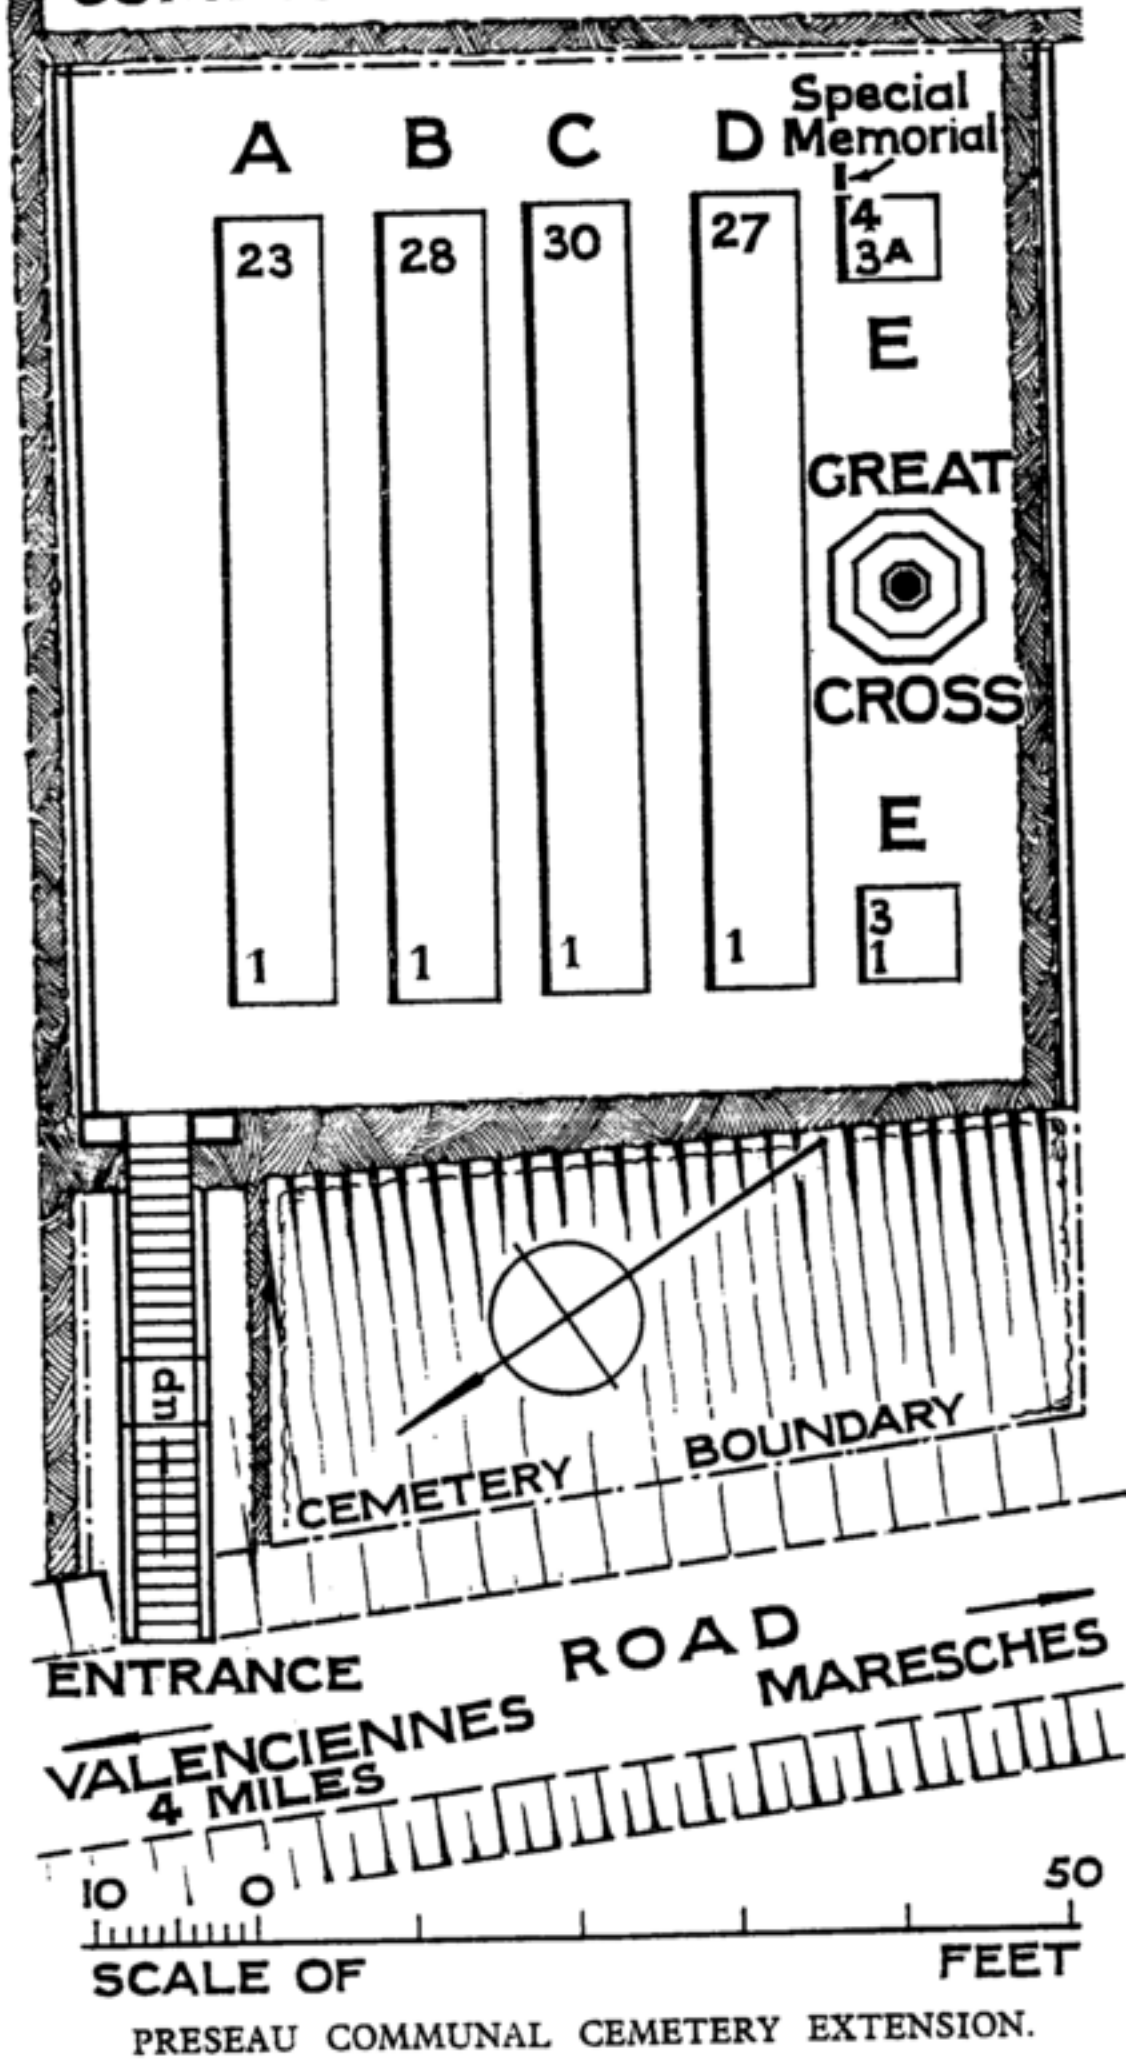 A B C D
Special
Memorial
23 28 30 27
4
3A
E
GREAT
CROSS
E
3
1
1 1 1 1
up
CEMETERY BOUNDARY
ENTRANCE
ROAD
MARESCHES
VALENCIENNES
4 MILES
10 0 50
SCALE OF FEET
PRESEAU COMMUNAL CEMETERY EXTENSION.